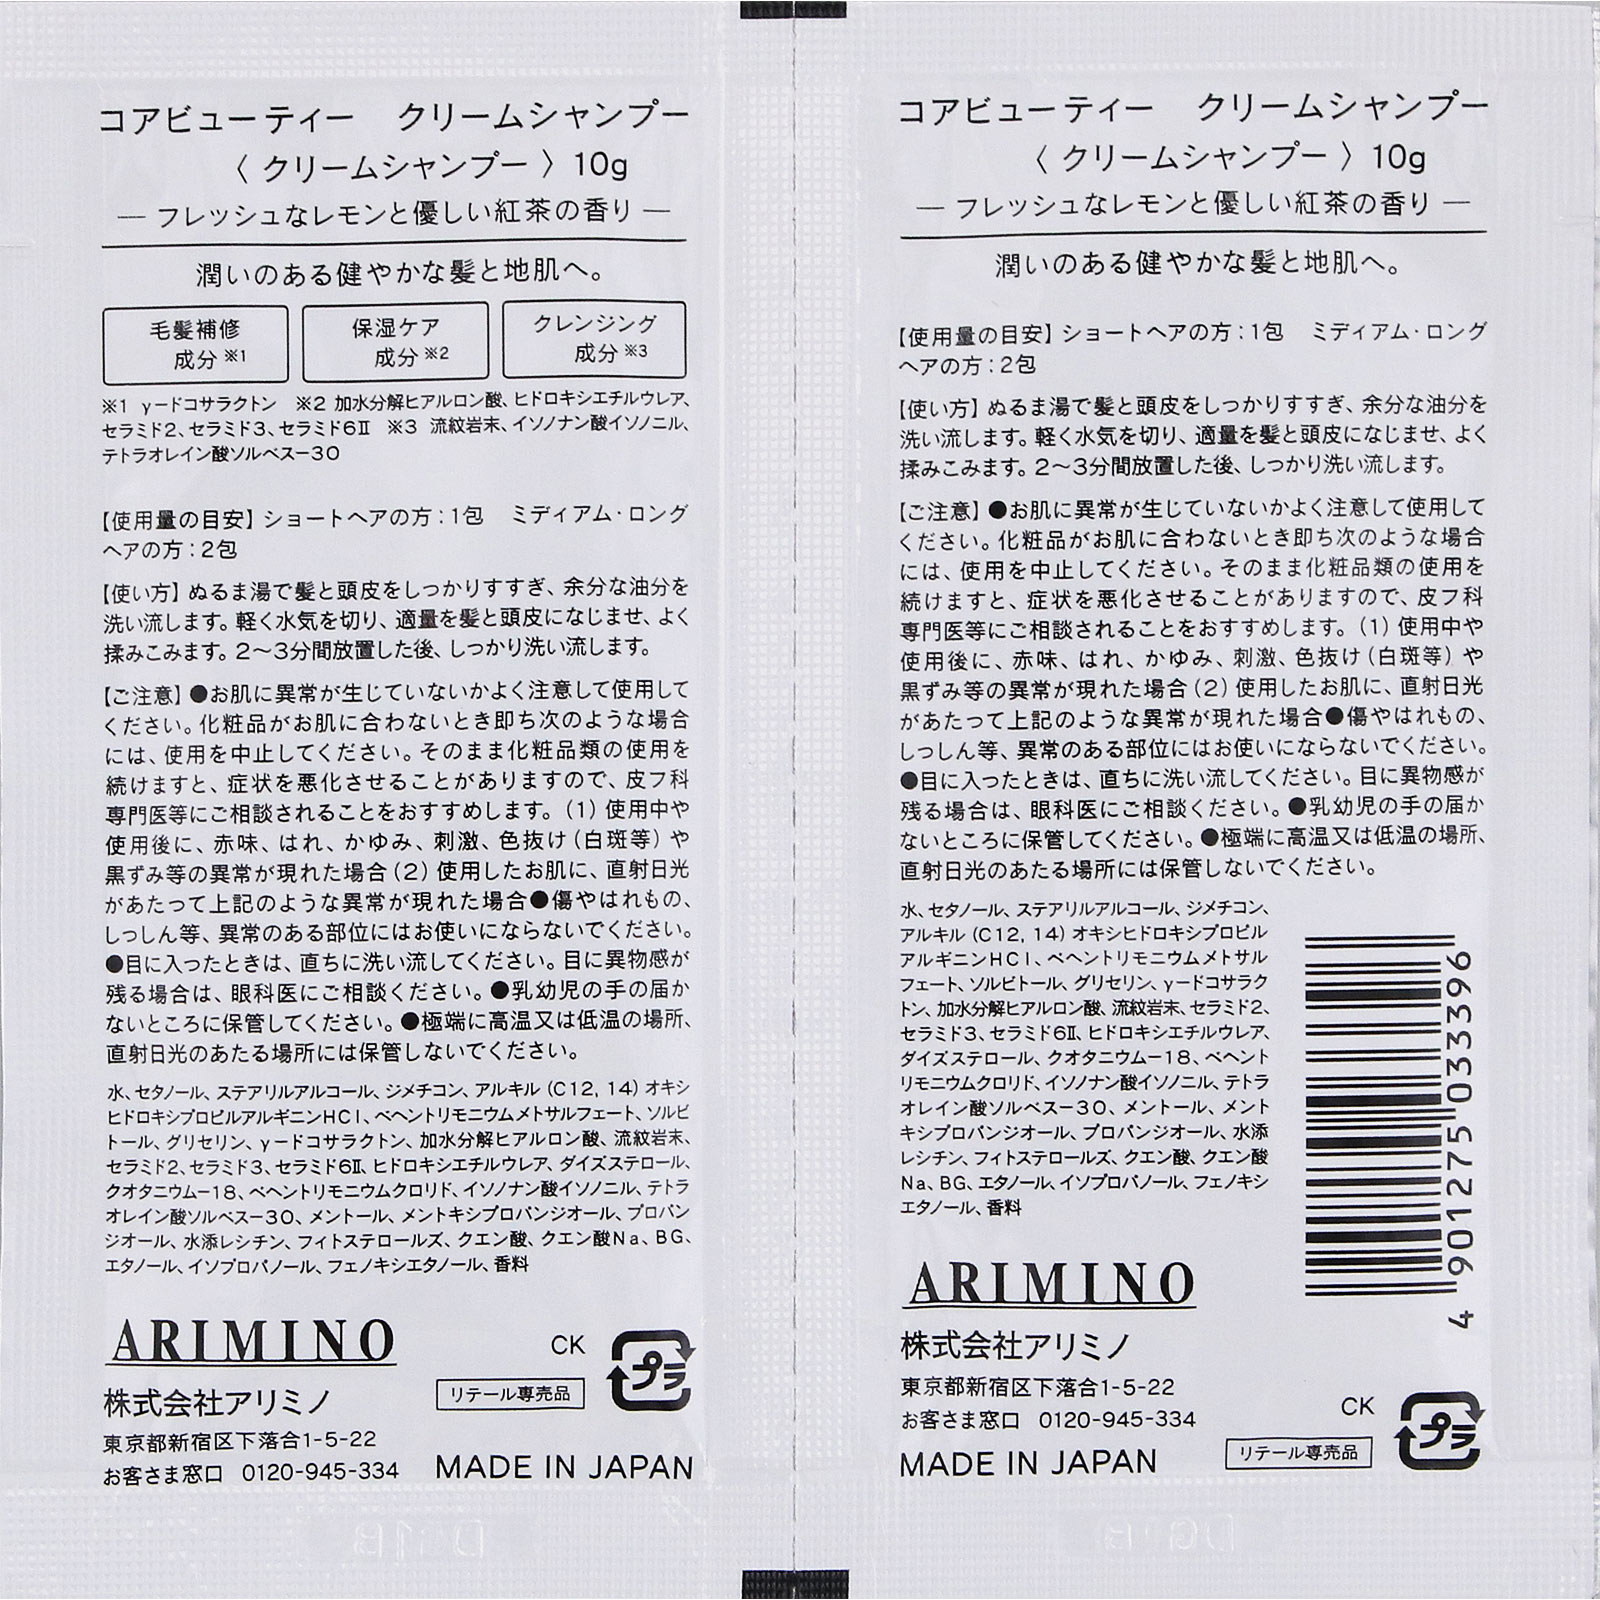 コアビューティー　クリームシャンプー
〈 クリームシャンプー 〉10g
― フレッシュなレモンと優しい紅茶の香り ―
潤いのある健やかな髪と地肌へ。
毛髪補修
成分※1
保湿ケア
成分※2
クレンジング
成分※3
※1 γードコサラクトン　※2 加水分解ヒアルロン酸、ヒドロキシエチルウレア、
セラミド2、セラミド3、セラミド6Ⅱ　※3 流紋岩末、イソノナン酸イソノニル、
テトラオレイン酸ソルベスー30
【使用量の目安】ショートヘアの方：1包　ミディアム・ロング
ヘアの方：2包
【使い方】ぬるま湯で髪と頭皮をしっかりすすぎ、余分な油分を
洗い流します。軽く水気を切り、適量を髪と頭皮になじませ、よく
揉みこみます。2～3分間放置した後、しっかり洗い流します。
【ご注意】●お肌に異常が生じていないかよく注意して使用して
ください。化粧品がお肌に合わないとき即ち次のような場合
には、使用を中止してください。そのまま化粧品類の使用を
続けますと、症状を悪化させることがありますので、皮フ科
専門医等にご相談されることをおすすめします。（1）使用中や
使用後に、赤味、はれ、かゆみ、刺激、色抜け（白斑等）や
黒ずみ等の異常が現れた場合（2）使用したお肌に、直射日光
があたって上記のような異常が現れた場合●傷やはれもの、
しっしん等、異常のある部位にはお使いにならないでください。
●目に入ったときは、直ちに洗い流してください。目に異物感が
残る場合は、眼科医にご相談ください。●乳幼児の手の届か
ないところに保管してください。●極端に高温又は低温の場所、
直射日光のあたる場所には保管しないでください。
水、セタノール、ステアリルアルコール、ジメチコン、アルキル（C12, 14）オキシ
ヒドロキシプロピルアルギニンHCl、ベヘントリモニウムメトサルフェート、ソルビ
トール、グリセリン、γードコサラクトン、加水分解ヒアルロン酸、流紋岩末、
セラミド2、セラミド3、セラミド6Ⅱ、ヒドロキシエチルウレア、ダイズステロール、
クオタニウムー18、ベヘントリモニウムクロリド、イソノナン酸イソノニル、テトラ
オレイン酸ソルベスー30、メントール、メントキシプロパンジオール、プロパン
ジオール、水添レシチン、フィトステロールズ、クエン酸、クエン酸Na、BG、
エタノール、イソプロパノール、フェノキシエタノール、香料
ARIMINO
CK
プラ
株式会社アリミノ
リテール専売品
東京都新宿区下落合1-5-22
お客さま窓口 0120-945-334
MADE IN JAPAN
コアビューティー　クリームシャンプー
〈 クリームシャンプー 〉10g
― フレッシュなレモンと優しい紅茶の香り ―
潤いのある健やかな髪と地肌へ。
【使用量の目安】ショートヘアの方：1包　ミディアム・ロング
ヘアの方：2包
【使い方】ぬるま湯で髪と頭皮をしっかりすすぎ、余分な油分を
洗い流します。軽く水気を切り、適量を髪と頭皮になじませ、よく
揉みこみます。2～3分間放置した後、しっかり洗い流します。
【ご注意】●お肌に異常が生じていないかよく注意して使用して
ください。化粧品がお肌に合わないとき即ち次のような場合
には、使用を中止してください。そのまま化粧品類の使用を
続けますと、症状を悪化させることがありますので、皮フ科
専門医等にご相談されることをおすすめします。（1）使用中や
使用後に、赤味、はれ、かゆみ、刺激、色抜け（白斑等）や
黒ずみ等の異常が現れた場合（2）使用したお肌に、直射日光
があたって上記のような異常が現れた場合●傷やはれもの、
しっしん等、異常のある部位にはお使いにならないでください。
●目に入ったときは、直ちに洗い流してください。目に異物感が
残る場合は、眼科医にご相談ください。●乳幼児の手の届か
ないところに保管してください。●極端に高温又は低温の場所、
直射日光のあたる場所には保管しないでください。
水、セタノール、ステアリルアルコール、ジメチコン、
アルキル（C12, 14）オキシヒドロキシプロピル
アルギニンHCl、ベヘントリモニウムメトサル
フェート、ソルビトール、グリセリン、γードコサラク
トン、加水分解ヒアルロン酸、流紋岩末、セラミド2、
セラミド3、セラミド6Ⅱ、ヒドロキシエチルウレア、
ダイズステロール、クオタニウムー18、ベヘント
リモニウムクロリド、イソノナン酸イソノニル、テトラ
オレイン酸ソルベスー30、メントール、メント
キシプロパンジオール、プロパンジオール、水添
レシチン、フィトステロールズ、クエン酸、クエン酸
Na、BG、エタノール、イソプロパノール、フェノキシ
エタノール、香料
4 901275 033396
ARIMINO
株式会社アリミノ
東京都新宿区下落合1-5-22
お客さま窓口 0120-945-334
CK
プラ
MADE IN JAPAN
リテール専売品